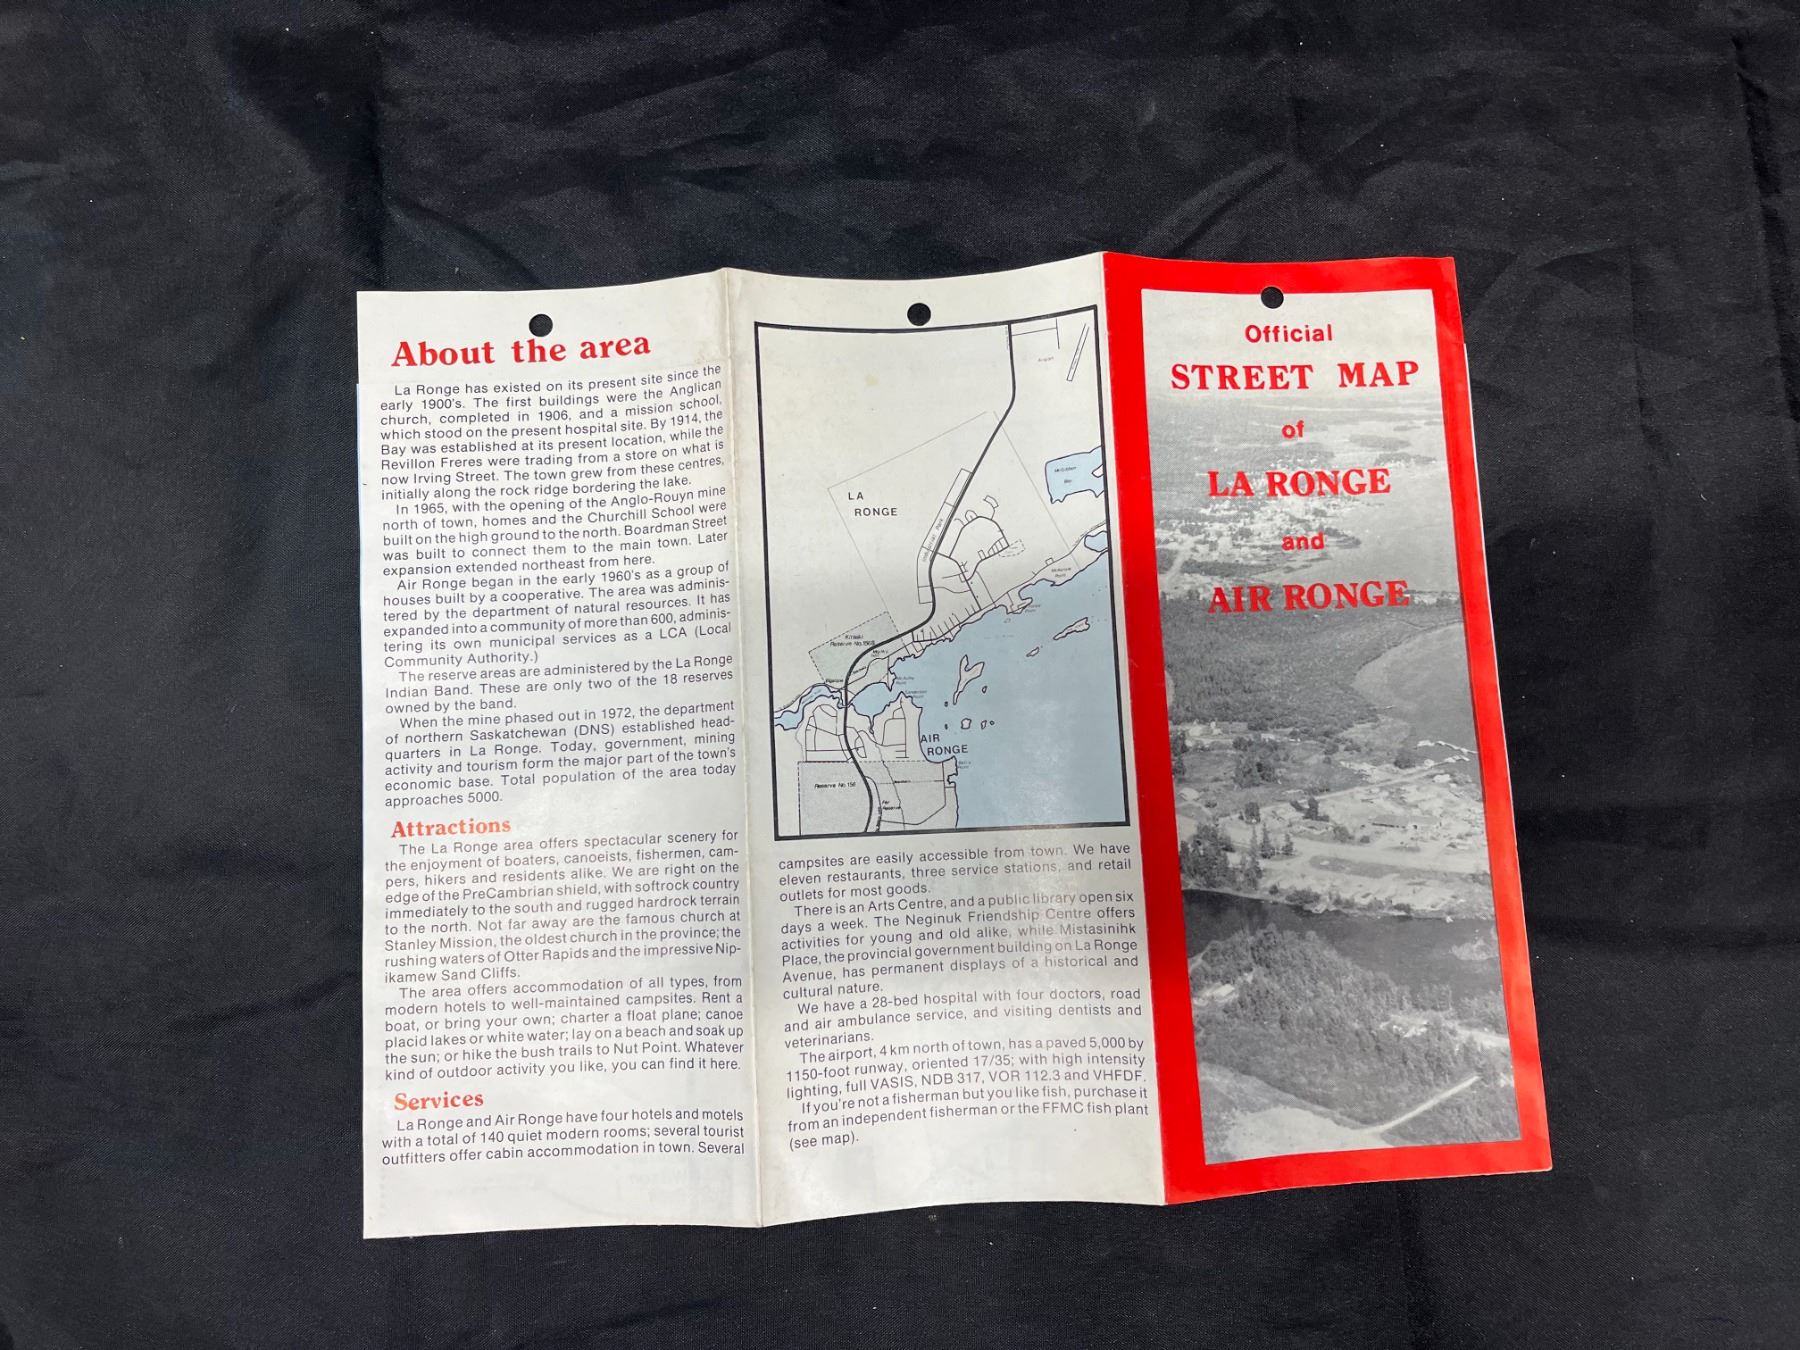 About the area
La Ronge has existed on its present site since the
early 1900's. The first buildings were the Anglican
church, completed in 1906, and a mission school,
which stood on the present hospital site. By 1914, the
Bay was established at its present location, while the
Revillon Freres were trading from a store on what is
now Irving Street. The town grew from these centres,
initially along the rock ridge bordering the lake.
In 1965, with the opening of the Anglo-Rouyn mine
north of town, homes and the Churchill School were
built on the high ground to the north. Boardman Street
was built to connect them to the main town. Later
expansion extended northeast from here.
Air Ronge began in the early 1960's as a group of
houses built by a cooperative. The area was adminis-
tered by the department of natural resources. It has
expanded into a community of more than 600, adminis-
tering its own municipal services as a LCA (Local
Community Authority.)
The reserve areas are administered by the La Ronge
Indian Band. These are only two of the 18 reserves
owned by the band.
When the mine phased out in 1972, the department
of northern Saskatchewan (DNS) established head-
quarters in La Ronge. Today, government, mining
activity and tourism form the major part of the town's
economic base. Total population of the area today
approaches 5000.
Attractions
The La Ronge area offers spectacular scenery for
the enjoyment of boaters, canoeists, fishermen, cam-
pers, hikers and residents alike. We are right on the
edge of the PreCambrian shield, with softrock country
immediately to the south and rugged hardrock terrain
to the north. Not far away are the famous church at
Stanley Mission, the oldest church in the province; the
rushing waters of Otter Rapids and the impressive Nip-
ikamew Sand Cliffs.
The area offers accommodation of all types, from
modern hotels to well-maintained campsites. Rent a
boat, or bring your own; charter a float plane; canoe
placid lakes or white water; lay on a beach and soak up
the sun; or hike the bush trails to Nut Point. Whatever
kind of outdoor activity you like, you can find it here.
Services
La Ronge and Air Ronge have four hotels and motels
with a total of 140 quiet modern rooms; several tourist
outfitters offer cabin accommodation in town. Several
Airport
LA
RONGE
Industrial Park
Bay
McKenzie
Point
Kitsaki
Reserve No. 156B
AIR
RONGE
Reserve No. 156
Far
Reserve
campsites are easily accessible from town. We have
eleven restaurants, three service stations, and retail
outlets for most goods.
There is an Arts Centre, and a public library open six
days a week. The Neginuk Friendship Centre offers
activities for young and old alike, while Mistasinihk
Place, the provincial government building on La Ronge
Avenue, has permanent displays of a historical and
cultural nature.
We have a 28-bed hospital with four doctors, road
and air ambulance service, and visiting dentists and
veterinarians.
The airport, 4 km north of town, has a paved 5,000 by
1150-foot runway, oriented 17/35; with high intensity
lighting, full VASIS, NDB 317, VOR 112.3 and VHFDF.
If you're not a fisherman but you like fish, purchase it
from an independent fisherman or the FFMC fish plant
(see map).
Official
STREET MAP
of
LA RONGE
and
AIR RONGE